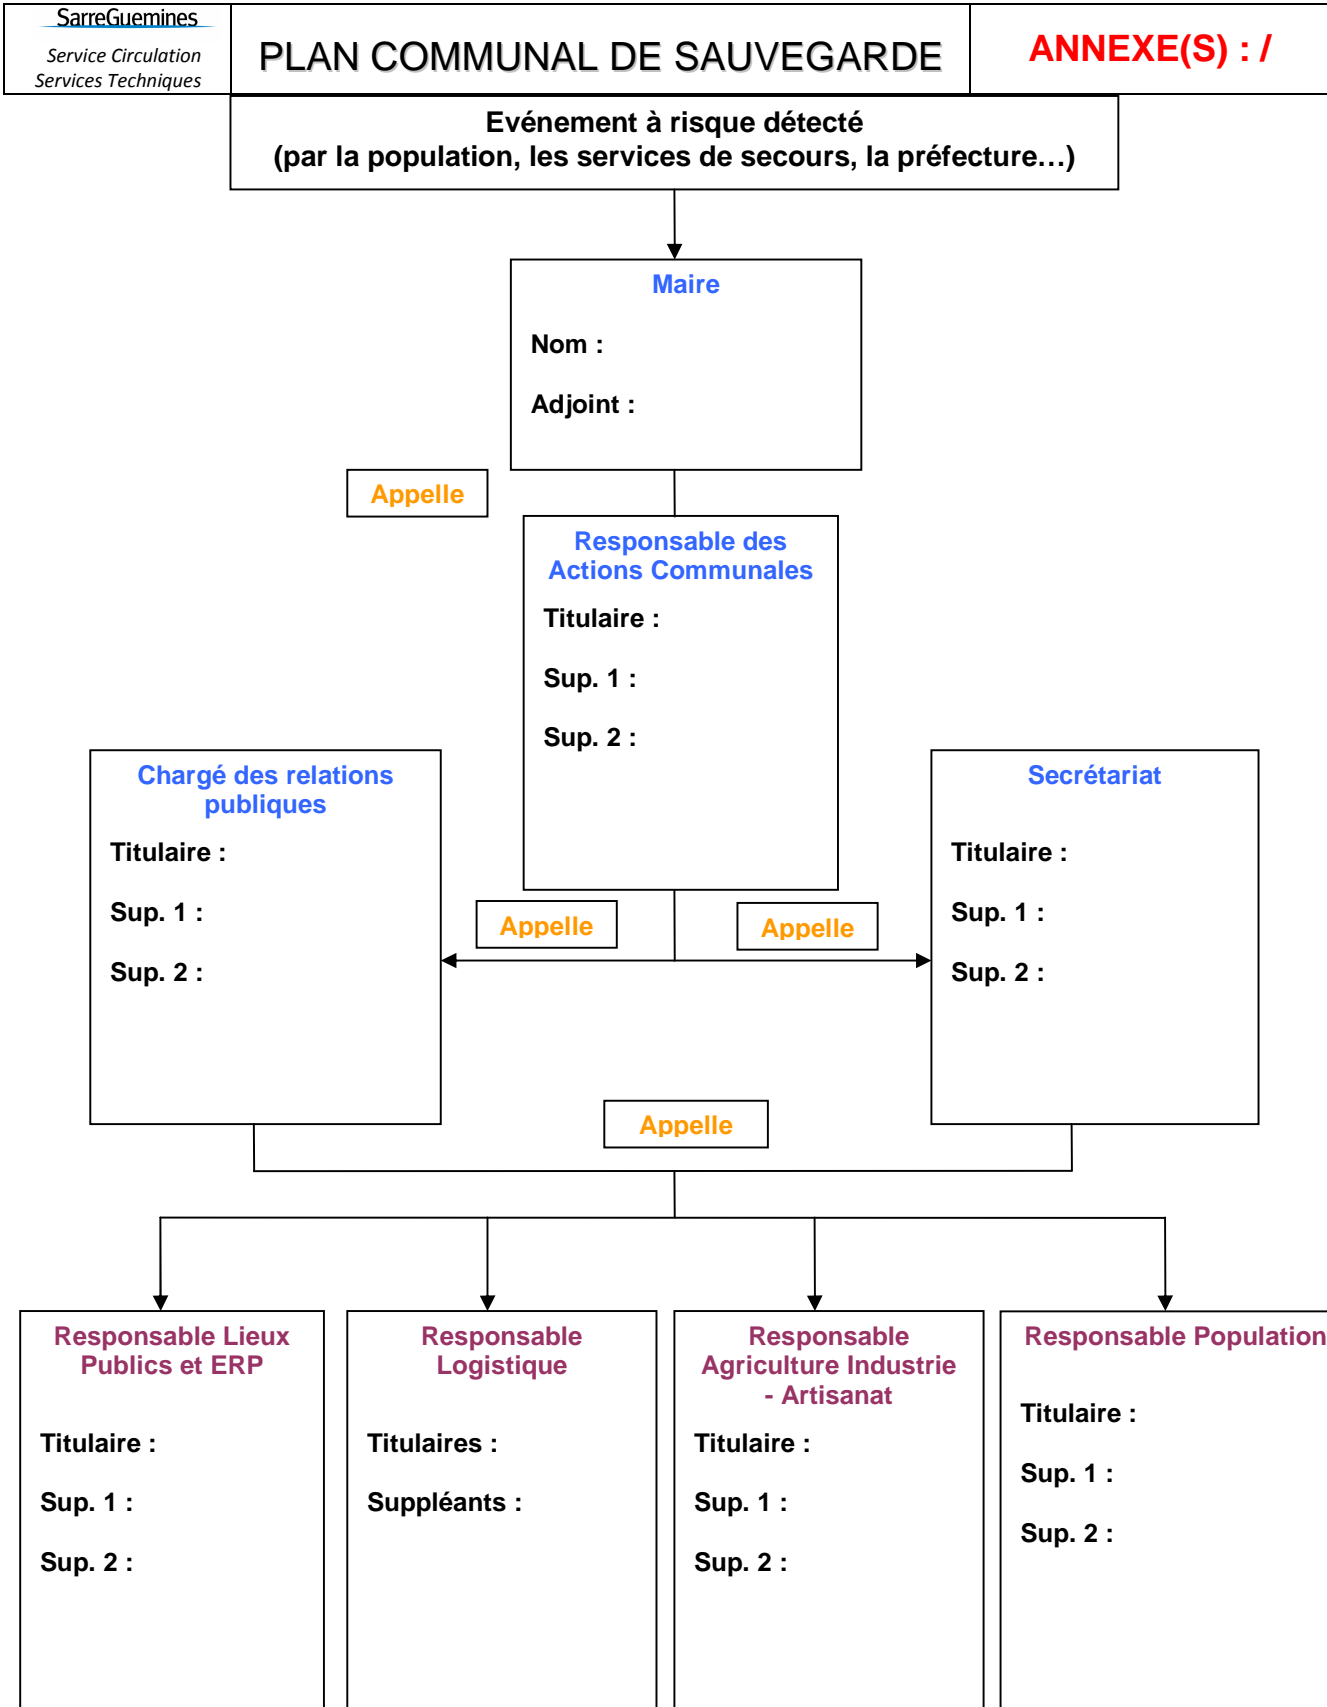 SarreGuemines
Service Circulation
Services Techniques
PLAN COMMUNAL DE SAUVEGARDE
ANNEXE(S) : /
Evénement à risque détecté
(par la population, les services de secours, la préfecture…)
Maire
Nom :
Adjoint :
Appelle
Responsable des
Actions Communales
Titulaire :
Sup. 1 :
Sup. 2 :
Chargé des relations
publiques
Titulaire :
Sup. 1 :
Sup. 2 :
Secrétariat
Titulaire :
Sup. 1 :
Sup. 2 :
Appelle
Appelle
Appelle
Responsable Lieux
Publics et ERP
Titulaire :
Sup. 1 :
Sup. 2 :
Responsable
Logistique
Titulaires :
Suppléants :
Responsable
Agriculture Industrie
- Artisanat
Titulaire :
Sup. 1 :
Sup. 2 :
Responsable Population
Titulaire :
Sup. 1 :
Sup. 2 :